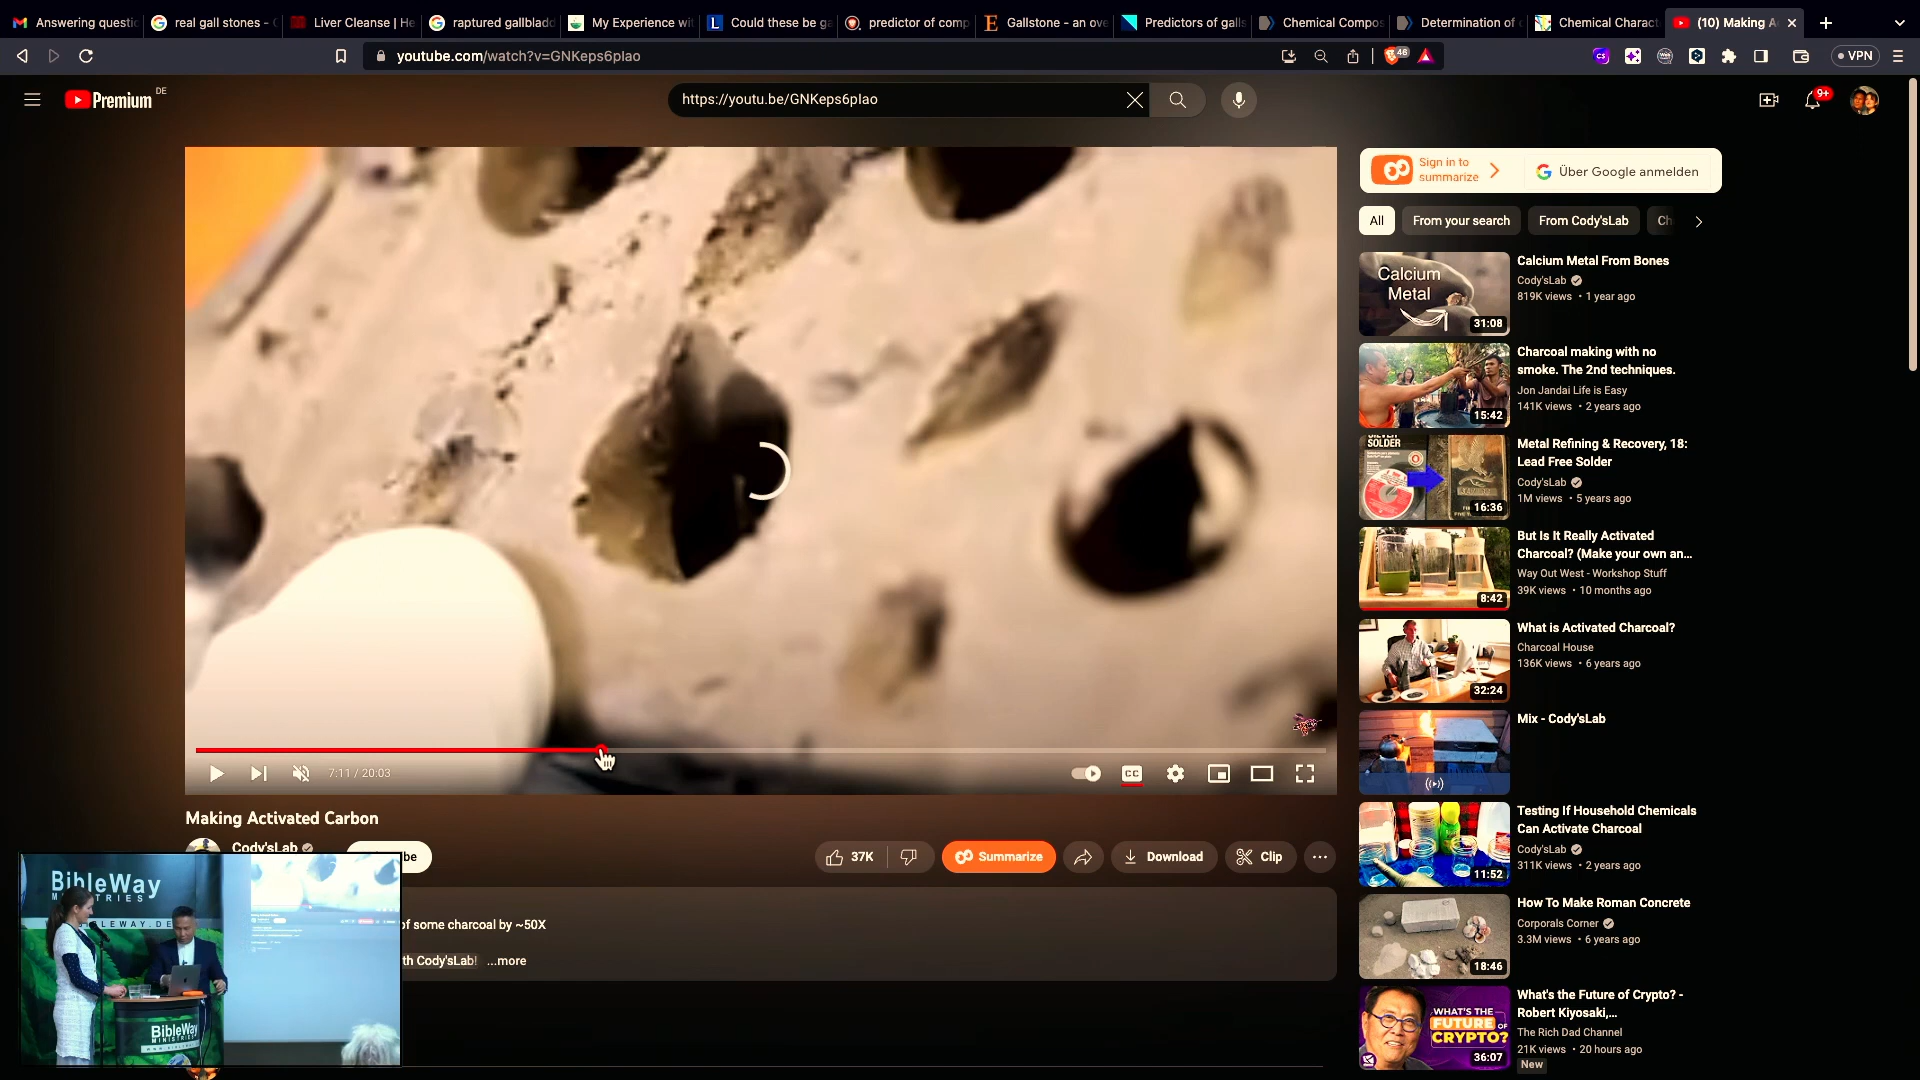 Answering questi
real gall stones - G
Liver Cleanse | He
raptured gallbladd
My Experience wit
Could these be ga
predictor of comp
Gallstone - an ove
Predictors of galls
Chemical Compos
Determination of c
Chemical Charact
(10) Making A
youtube.com/watch?v=GNKeps6pIao
46
VPN
Premium DE
https://youtu.be/GNKeps6pIao
9+
7:11 / 20:03
CC
Making Activated Carbon
Cody'sLab
be
37K
Summarize
Download
Clip
of some charcoal by ~50X
th Cody'sLab!
...more
Sign in to
summarize
Über Google anmelden
All
From your search
From Cody'sLab
Ch
Calcium
Metal
31:08
Calcium Metal From Bones
Cody'sLab
819K views • 1 year ago
15:42
Charcoal making with no
smoke. The 2nd techniques.
Jon Jandai Life is Easy
141K views • 2 years ago
SOLDER
16:36
Metal Refining & Recovery, 18:
Lead Free Solder
Cody'sLab
1M views • 5 years ago
8:42
But Is It Really Activated
Charcoal? (Make your own an...
Way Out West - Workshop Stuff
39K views • 10 months ago
32:24
What is Activated Charcoal?
Charcoal House
136K views • 6 years ago
Mix - Cody'sLab
11:52
Testing If Household Chemicals
Can Activate Charcoal
Cody'sLab
311K views • 2 years ago
18:46
How To Make Roman Concrete
Corporals Corner
3.3M views • 6 years ago
WHAT'S THE
FUTURE OF
CRYPTO?
36:07
What's the Future of Crypto? -
Robert Kiyosaki,...
The Rich Dad Channel
21K views • 20 hours ago
New
BibleWay
BibleWay
MINISTRIES